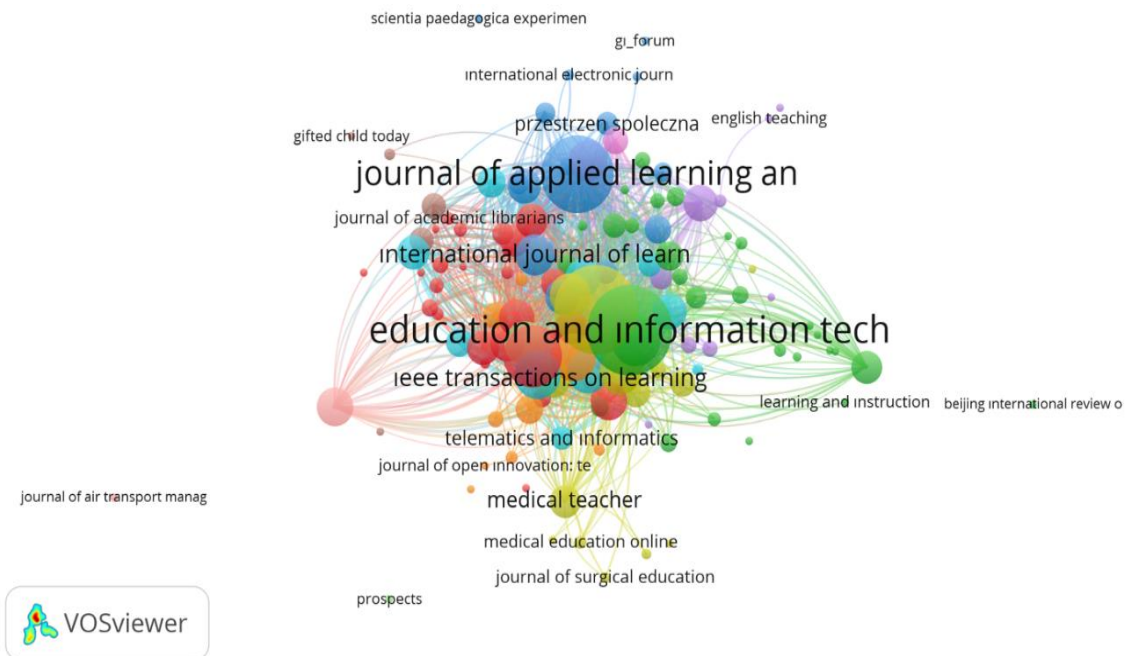 scientia paedagogica experimen
gı_forum
ınternational electronic journ
przestrzen spoleczna
english teaching
gifted child today
journal of applied learning an
journal of academic librarians
ınternational journal of learn
education and ınformation tech
ıeee transactions on learning
learning and ınstruction
beijing ınternational review o
telematics and ınformatics
journal of open ınnovation: te
journal of air transport manag
medical teacher
medical education online
journal of surgical education
prospects
VOSviewer